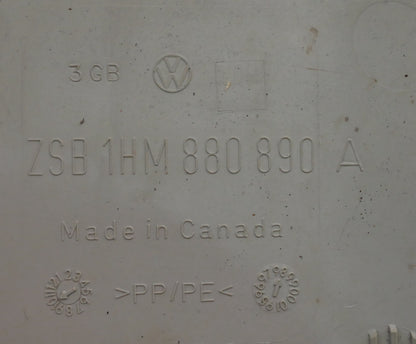 3 GB
ZSB 1HM 880 890 A
Made in Canada
>PP/PE<